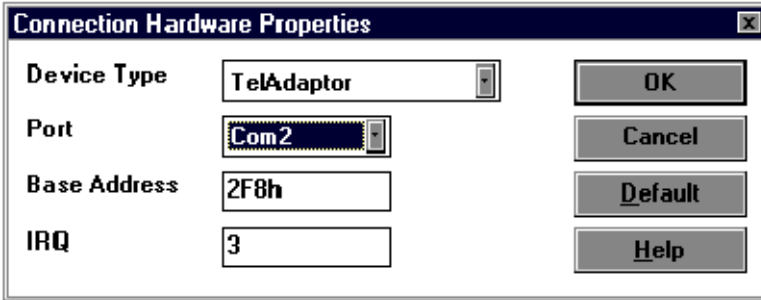 Connection Hardware Properties
Device Type TelAdaptor OK
Port Com2 Cancel
Base Address 2F8h Default
IRQ 3 Help